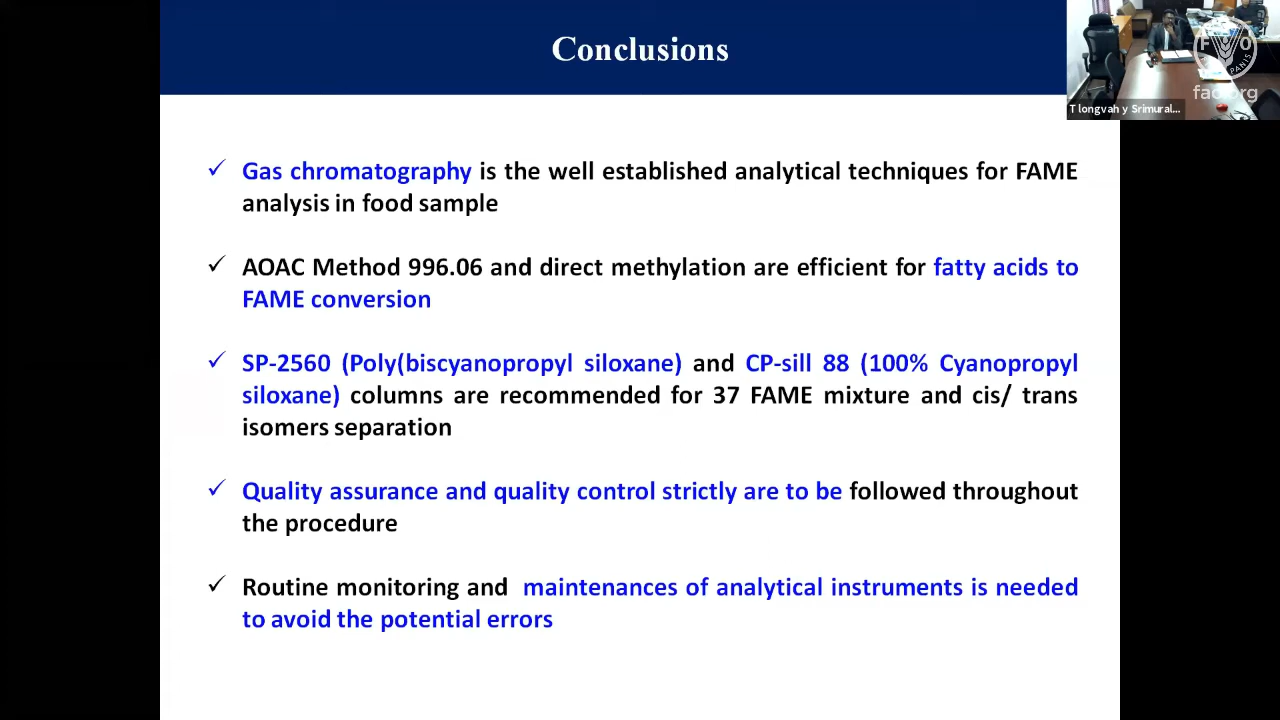 Conclusions
✓ Gas chromatography is the well established analytical techniques for FAME
analysis in food sample
✓ AOAC Method 996.06 and direct methylation are efficient for fatty acids to
FAME conversion
✓ SP-2560 (Poly(biscyanopropyl siloxane) and CP-sill 88 (100% Cyanopropyl
siloxane) columns are recommended for 37 FAME mixture and cis/ trans
isomers separation
✓ Quality assurance and quality control strictly are to be followed throughout
the procedure
✓ Routine monitoring and maintenances of analytical instruments is needed
to avoid the potential errors
T longvah y Srimural...
fao.org